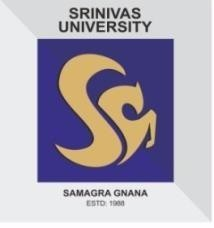 SRINIVAS
UNIVERSITY
SAMAGRA GNANA
ESTD: 1988